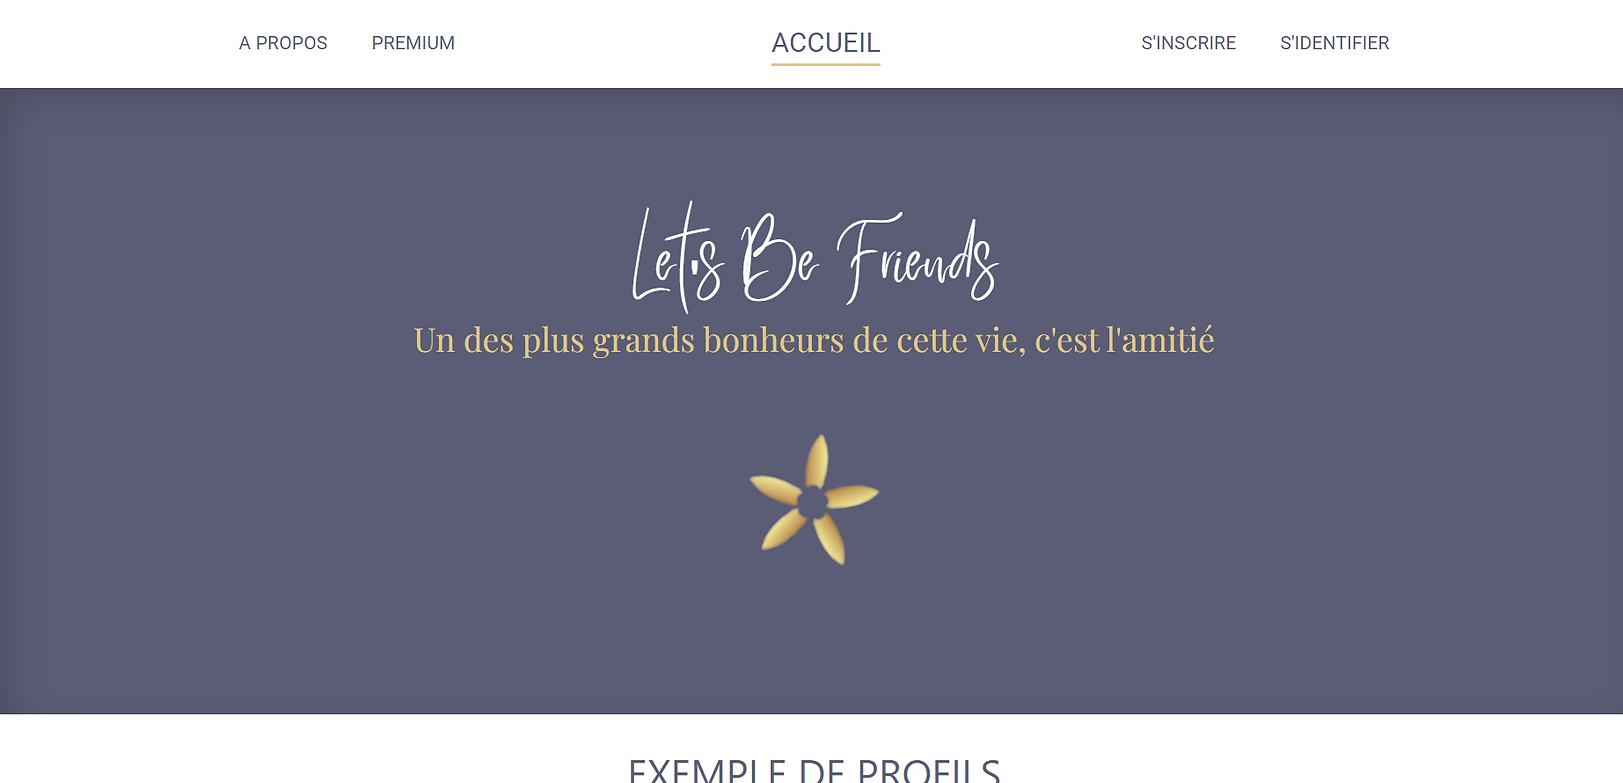 A PROPOS PREMIUM ACCUEIL S'INSCRIRE S'IDENTIFIER
Let's Be Friends
Un des plus grands bonheurs de cette vie, c'est l'amitié
EXEMPLE DE PROFILS